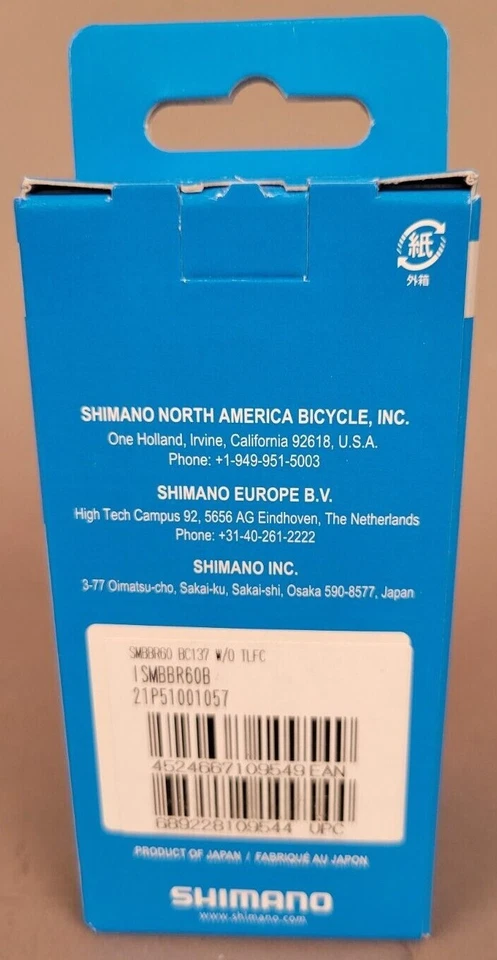 紙
外箱
SHIMANO NORTH AMERICA BICYCLE, INC.
One Holland, Irvine, California 92618, U.S.A.
Phone: +1-949-951-5003
SHIMANO EUROPE B.V.
High Tech Campus 92, 5656 AG Eindhoven, The Netherlands
Phone: +31-40-261-2222
SHIMANO INC.
3-77 Oimatsu-cho, Sakai-ku, Sakai-shi, Osaka 590-8577, Japan
SMBBR60 BC137 W/O TLFC
ISMBBR60B
21P51001057
4524667109549 EAN
689228109544 UPC
PRODUCT OF JAPAN / FABRIQUÉ AU JAPON
SHIMANO
www.shimano.com